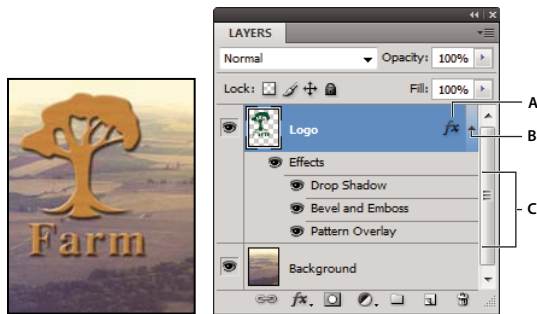 LAYERS
Normal Opacity: 100%
Lock: Fill: 100%
Logo fx
Effects
Drop Shadow
Bevel and Emboss
Pattern Overlay
Background
fx.
Farm
A
B
C